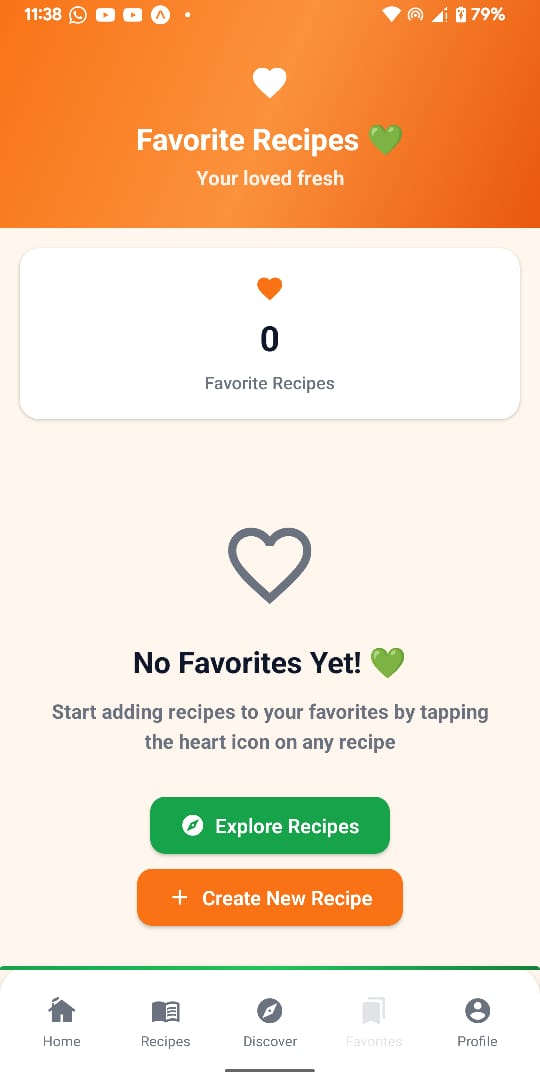 11:38
79%
Favorite Recipes 💚
Your loved fresh
0
Favorite Recipes
No Favorites Yet! 💚
Start adding recipes to your favorites by tapping
the heart icon on any recipe
Explore Recipes
Create New Recipe
Home Recipes Discover Favorites Profile